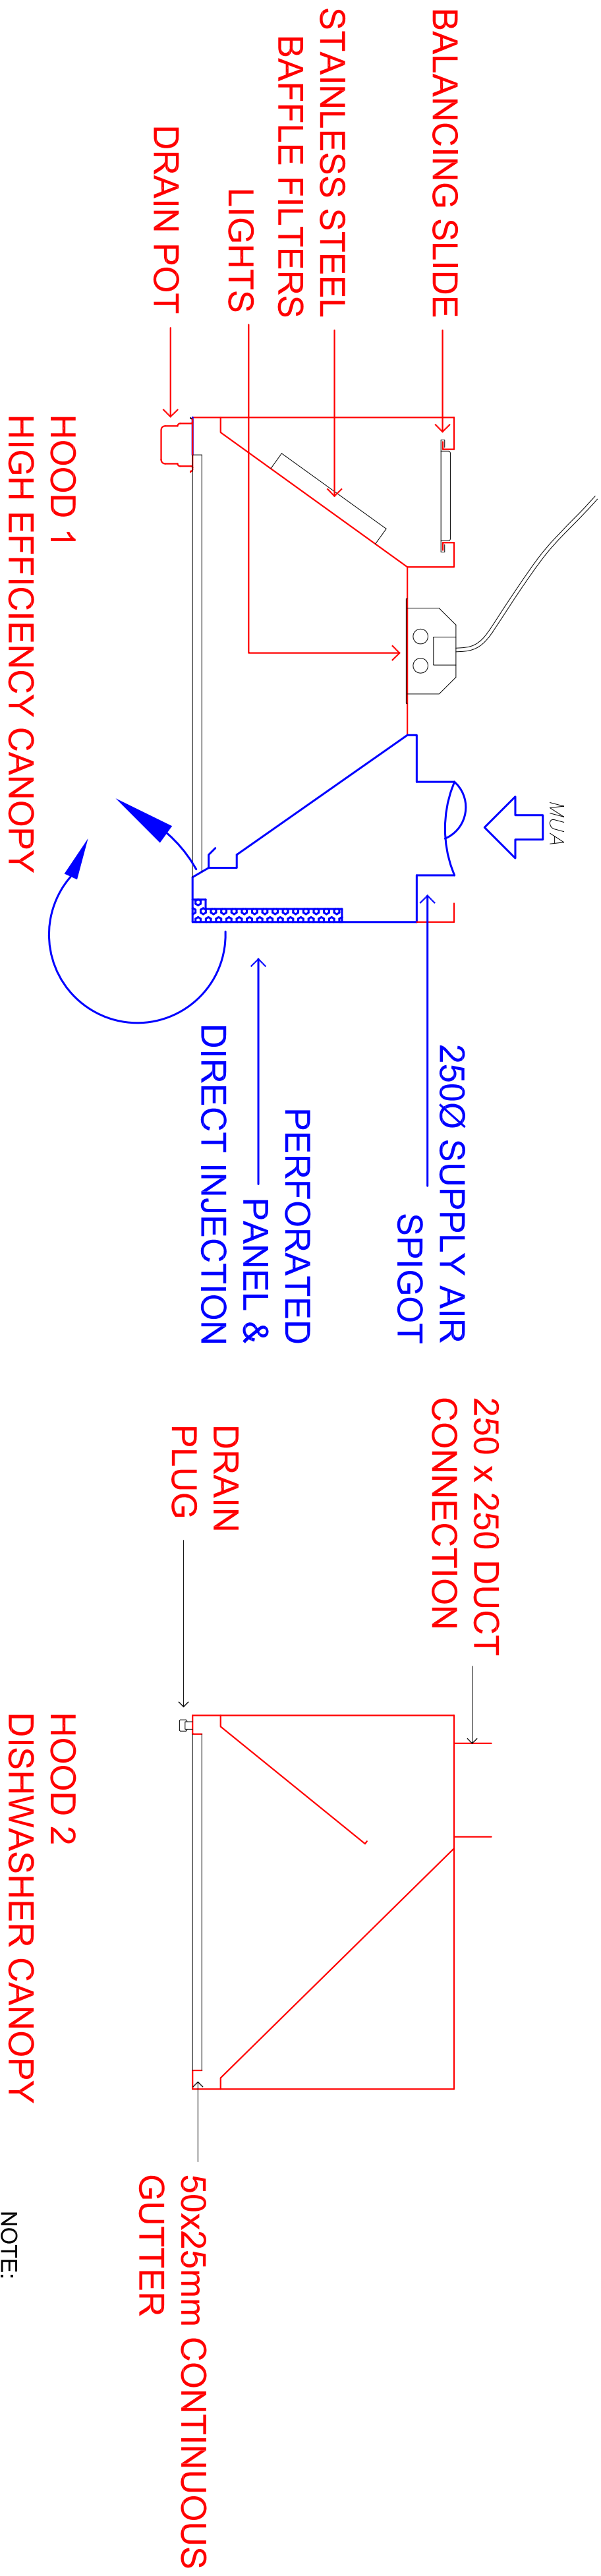 BALANCING SLIDE
STAINLESS STEEL
BAFFLE FILTERS
LIGHTS
DRAIN POT
MUA
250Ø SUPPLY AIR
SPIGOT
PERFORATED
PANEL &
DIRECT INJECTION
HOOD 1
HIGH EFFICIENCY CANOPY
250 x 250 DUCT
CONNECTION
DRAIN
PLUG
50x25mm CONTINUOUS
GUTTER
HOOD 2
DISHWASHER CANOPY
NOTE: